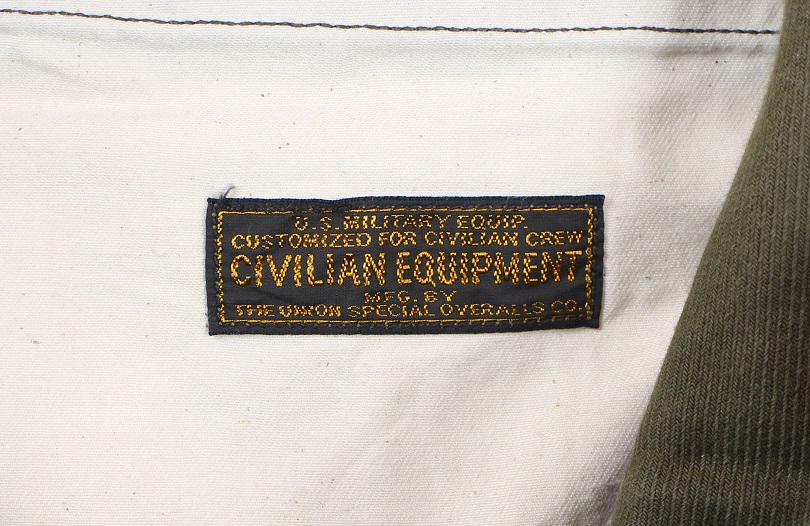 U.S. MILITARY EQUIP.
CUSTOMIZED FOR CIVILIAN CREW
CIVILIAN EQUIPMENT
MFG. BY
THE UNION SPECIAL OVERALLS CO.